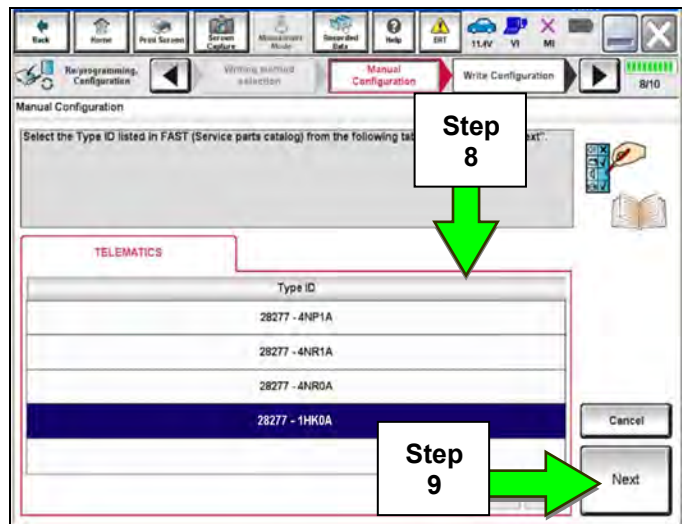 Back
Home
Print Screen
Screen Capture
Measurement Mode
Recorded Data
Help
ERT
11.4V
VI
MI
Re/programming, Configuration
Writing method selection
Manual Configuration
Write Configuration
8/10
Manual Configuration
Select the Type ID listed in FAST (Service parts catalog) from the following
Step
8
TELEMATICS
Type ID
28277 - 4NP1A
28277 - 4NR1A
28277 - 4NR0A
28277 - 1HK0A
Cancel
Step
9
Next